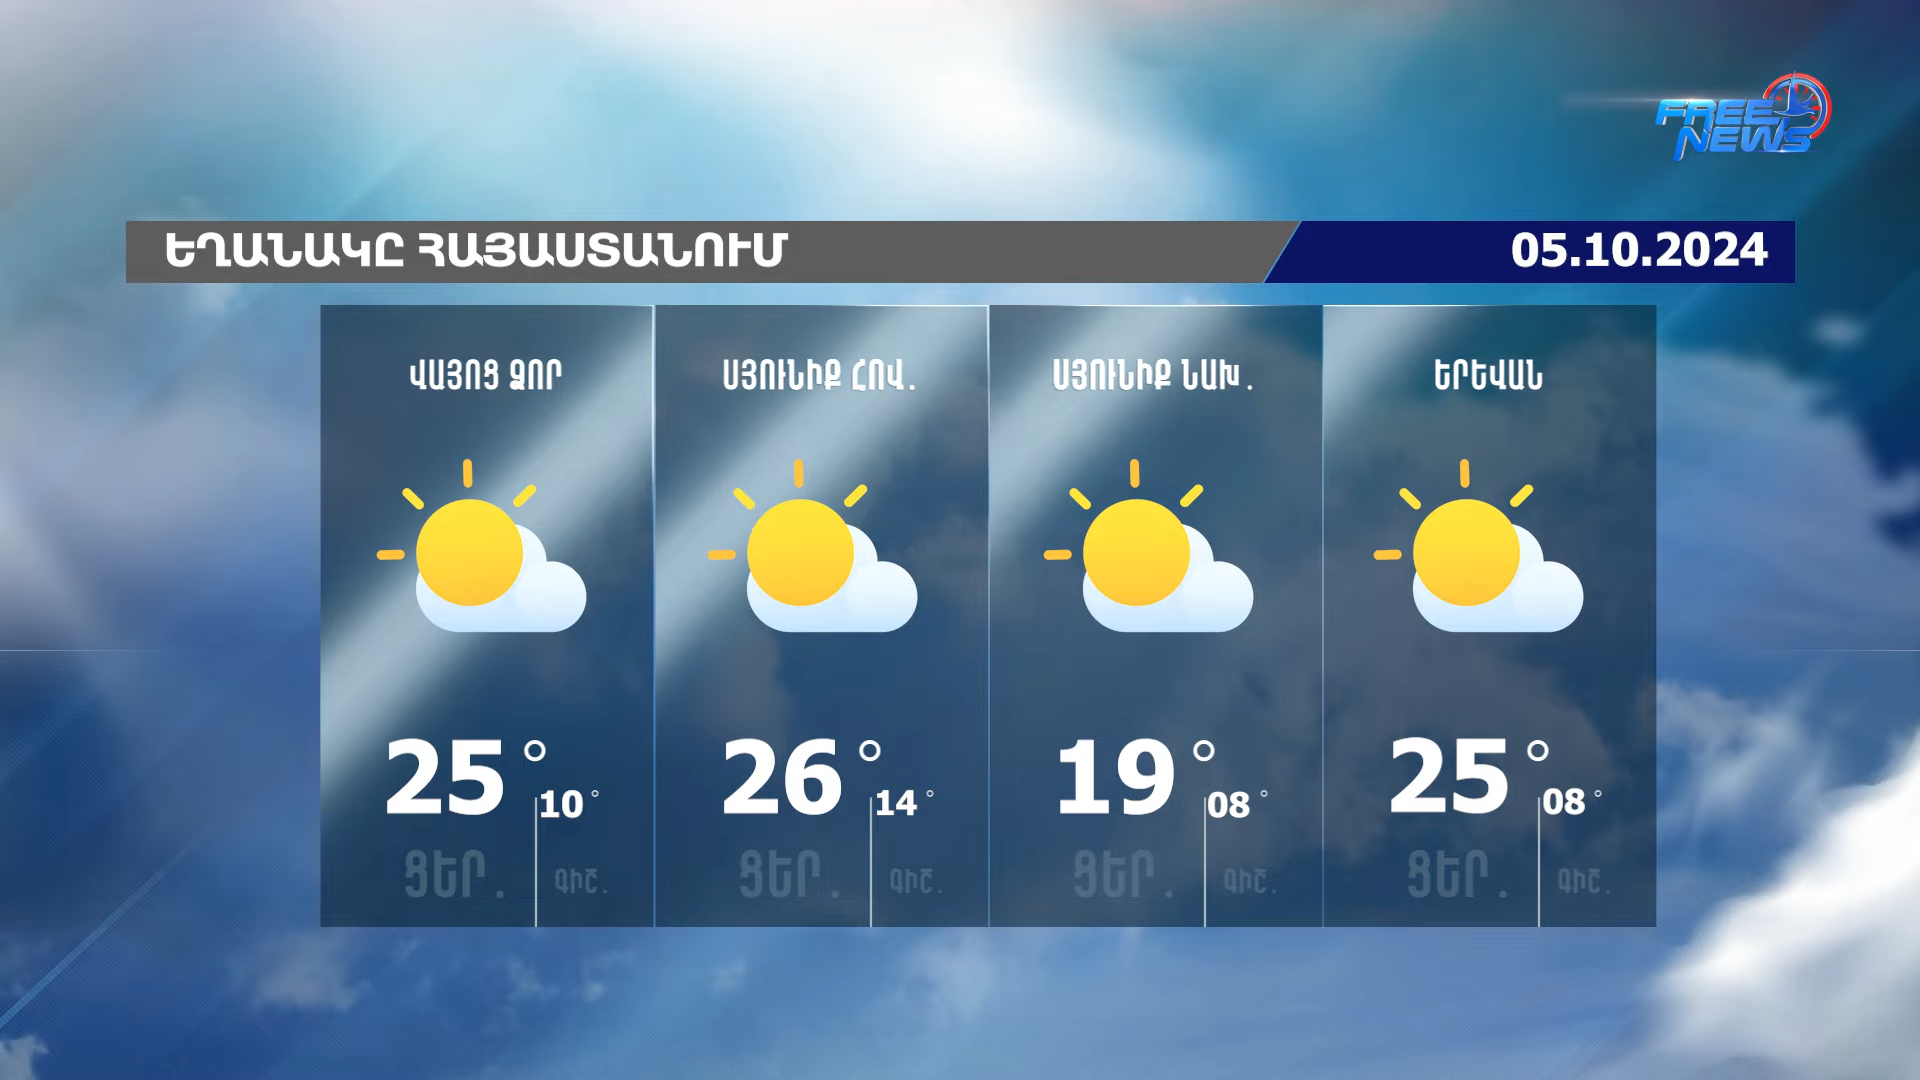 FREE
NEWS
ԵՂԱՆԱԿԸ ՀԱՅԱՍՏԱՆՈՒՄ
05.10.2024
ՎԱՅՈՑ ՁՈՐ
ՍՅՈՒՆԻՔ ՀՈՎ.
ՍՅՈՒՆԻՔ ՆԱԽ.
ԵՐԵՎԱՆ
25° 10°
26° 14°
19° 08°
25° 08°
ՑԵՐ. ԳԻՇ.
ՑԵՐ. ԳԻՇ.
ՑԵՐ. ԳԻՇ.
ՑԵՐ. ԳԻՇ.